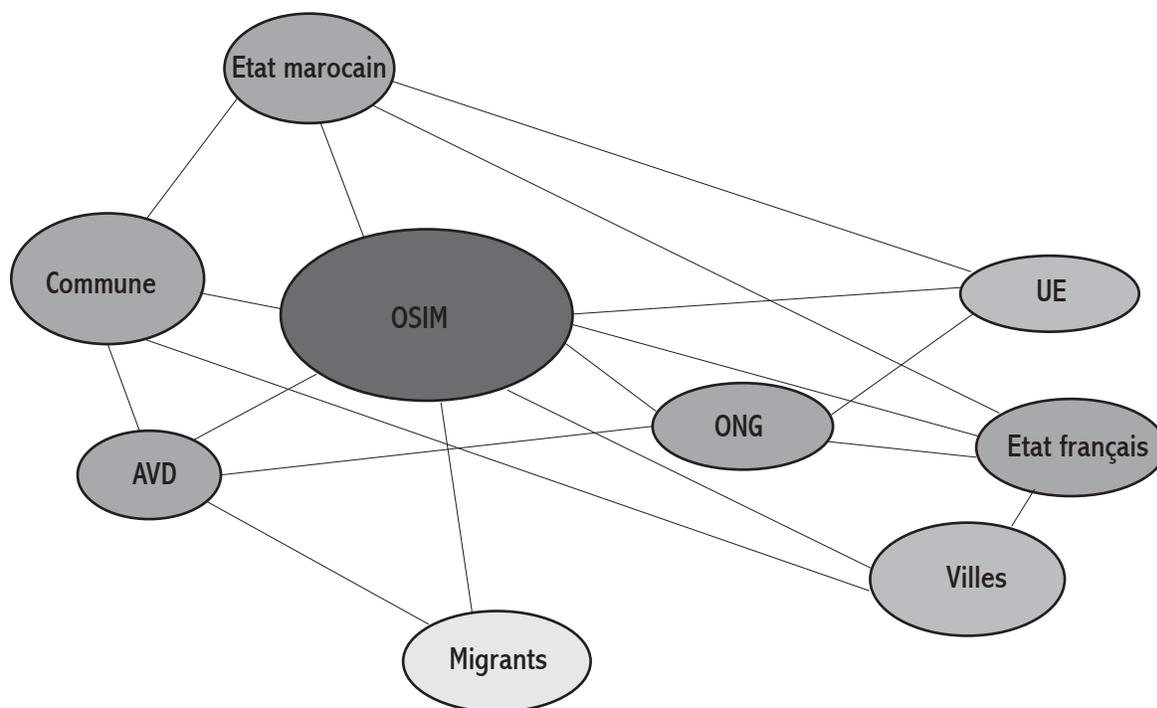 Etat marocain
Commune
OSIM
UE
ONG
Etat français
AVD
Villes
Migrants